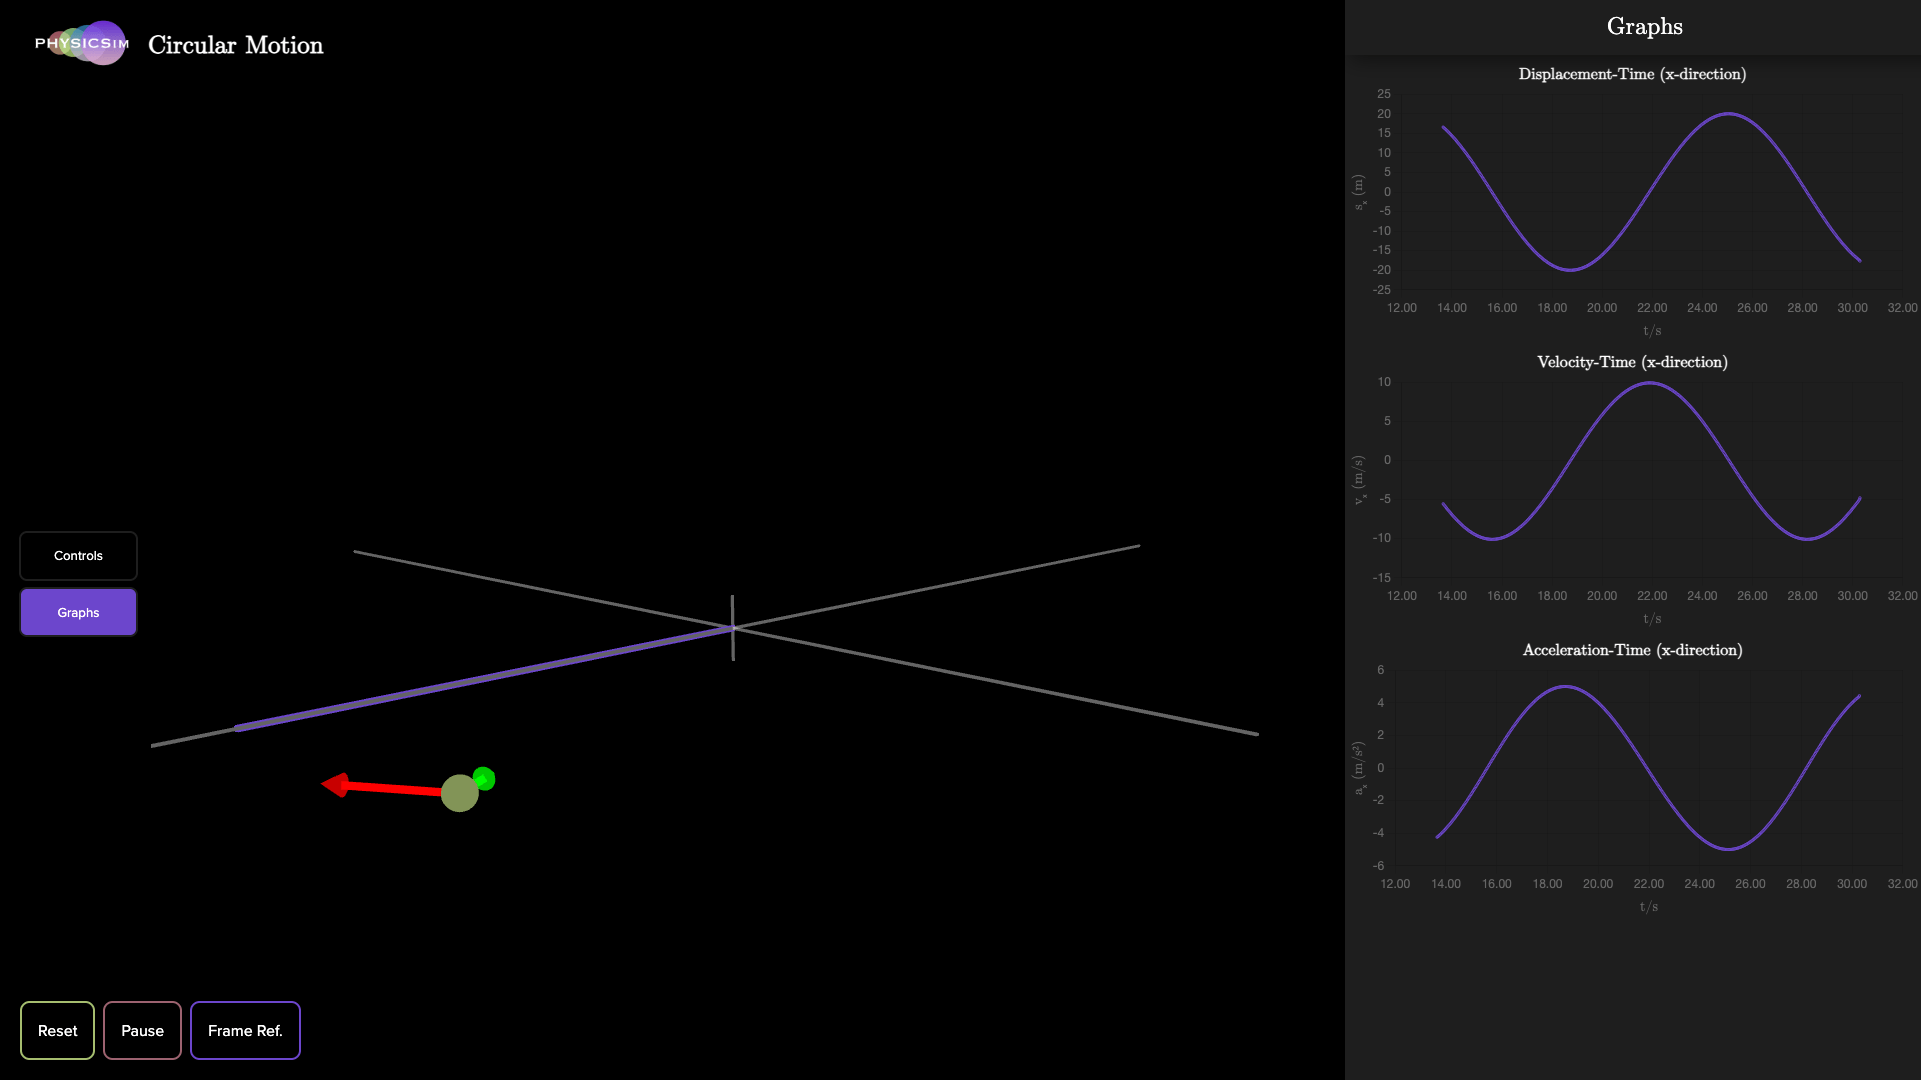 PHYSICSIM
Circular Motion
Controls
Graphs
Reset
Pause
Frame Ref.
Graphs
Displacement-Time (x-direction)
25
20
15
10
5
0
-5
-10
-15
-20
-25
sₓ (m)
12.00 14.00 16.00 18.00 20.00 22.00 24.00 26.00 28.00 30.00 32.00
t/s
Velocity-Time (x-direction)
10
5
0
-5
-10
-15
vₓ (m/s)
12.00 14.00 16.00 18.00 20.00 22.00 24.00 26.00 28.00 30.00 32.00
t/s
Acceleration-Time (x-direction)
6
4
2
0
-2
-4
-6
aₓ (m/s²)
12.00 14.00 16.00 18.00 20.00 22.00 24.00 26.00 28.00 30.00 32.00
t/s